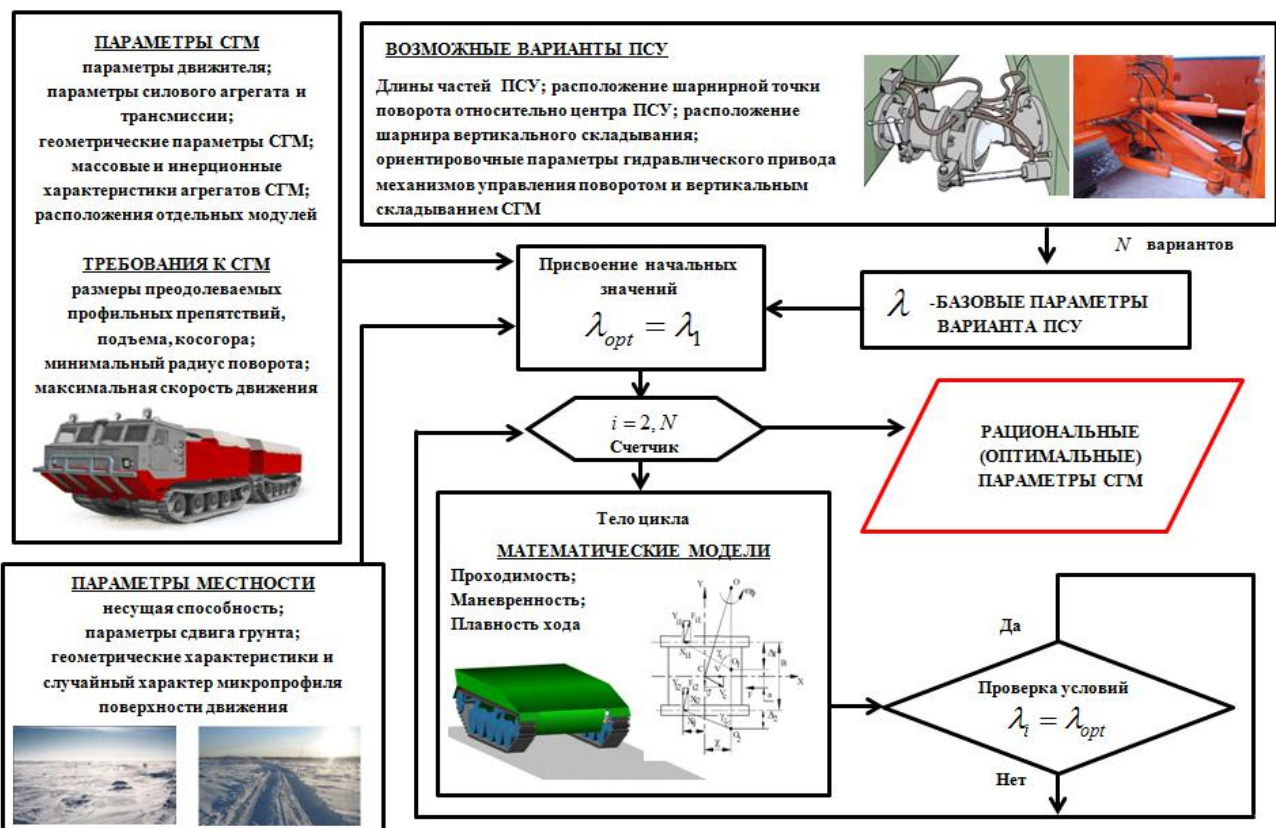 ПАРАМЕТРЫ СГМ
параметры движителя;
параметры силового агрегата и
трансмиссии;
геометрические параметры СГМ;
массовые и инерционные
характеристики агрегатов СГМ;
расположения отдельных модулей
ТРЕБОВАНИЯ К СГМ
размеры преодолеваемых
профильных препятствий,
подъема, косогора;
минимальный радиус поворота;
максимальная скорость движения
ПАРАМЕТРЫ МЕСТНОСТИ
несущая способность;
параметры сдвига грунта;
геометрические характеристики и
случайный характер микропрофиля
поверхности движения
ВОЗМОЖНЫЕ ВАРИАНТЫ ПСУ
Длины частей ПСУ; расположение шарнирной точки
поворота относительно центра ПСУ; расположение
шарнира вертикального складывания;
ориентировочные параметры гидравлического привода
механизмов управления поворотом и вертикальным
складыванием СГМ
N вариантов
λ -БАЗОВЫЕ ПАРАМЕТРЫ
ВАРИАНТА ПСУ
Присвоение начальных
значений
λopt = λ1
i = 2, N
Счетчик
РАЦИОНАЛЬНЫЕ
(ОПТИМАЛЬНЫЕ)
ПАРАМЕТРЫ СГМ
Тело цикла
МАТЕМАТИЧЕСКИЕ МОДЕЛИ
Проходимость;
Маневренность;
Плавность хода
Да
Проверка условий
λi = λopt
Нет